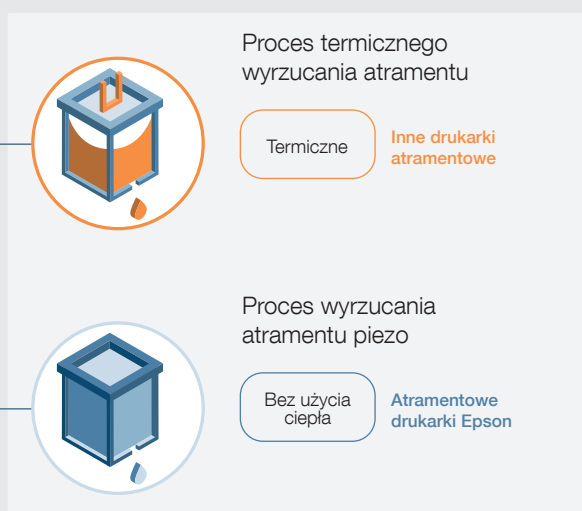 Proces termicznego
wyrzucania atramentu
Termiczne
Inne drukarki
atramentowe
Proces wyrzucania
atramentu piezo
Bez użycia
ciepła
Atramentowe
drukarki Epson